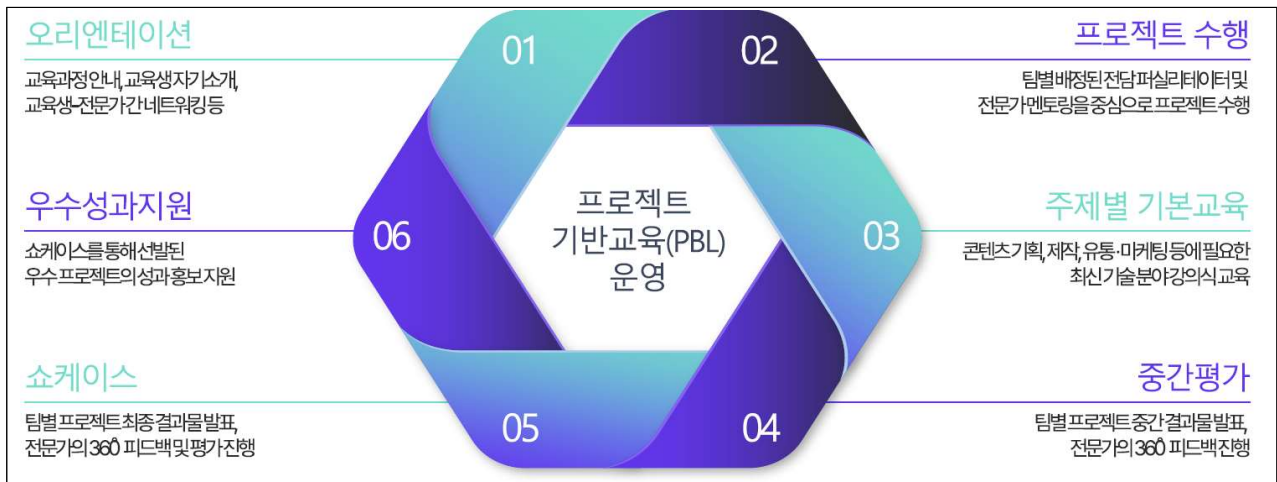 오리엔테이션
교육과정 안내, 교육생 자기소개,
교육생-전문가 간 네트워킹 등
01
02
프로젝트 수행
팀별 배정된 전담 퍼실리테이터 및
전문가 멘토링을 중심으로 프로젝트 수행
우수성과지원
쇼케이스를 통해 선발된
우수 프로젝트의 성과 홍보 지원
06
프로젝트
기반교육(PBL)
운영
03
주제별 기본교육
콘텐츠 기획, 제작, 유통·마케팅 등에 필요한
최신 기술 분야 강의식 교육
쇼케이스
팀별 프로젝트 최종 결과물 발표,
전문가의 360° 피드백 및 평가 진행
05
04
중간평가
팀별 프로젝트 중간 결과물 발표,
전문가의 360° 피드백 진행